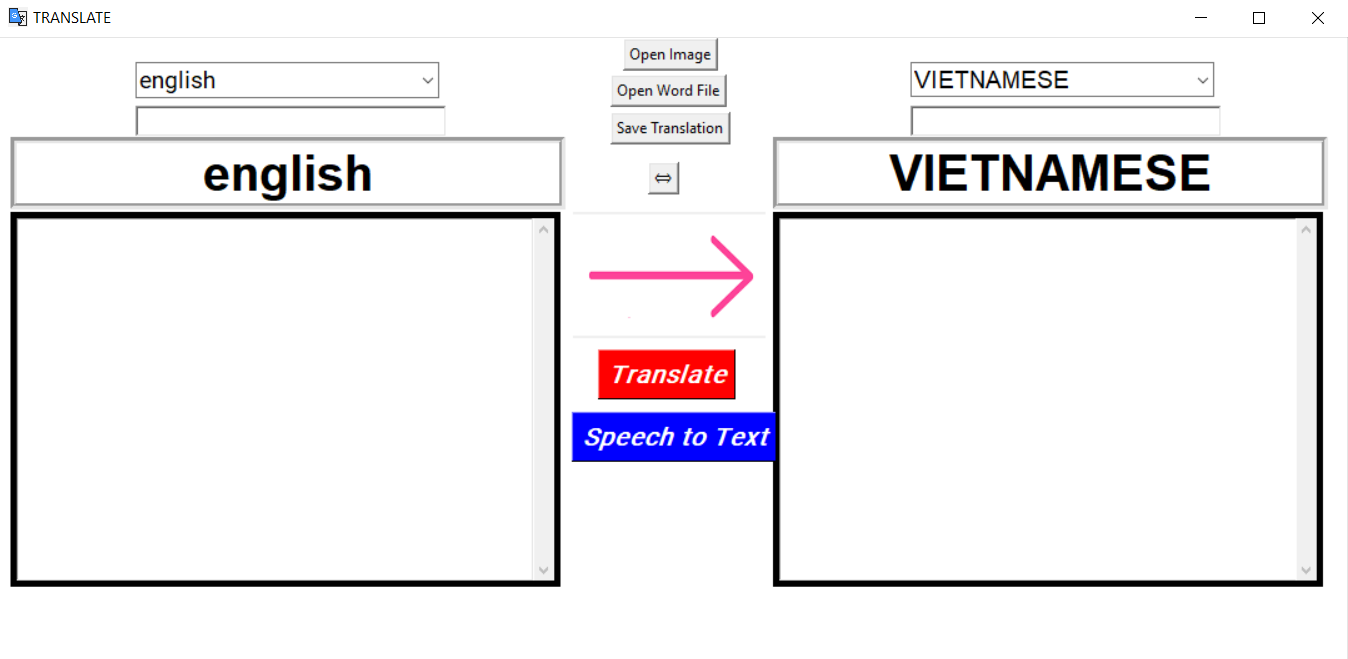 TRANSLATE
english
Open Image
VIETNAMESE
Open Word File
Save Translation
english
⇔
VIETNAMESE
Translate
Speech to Text